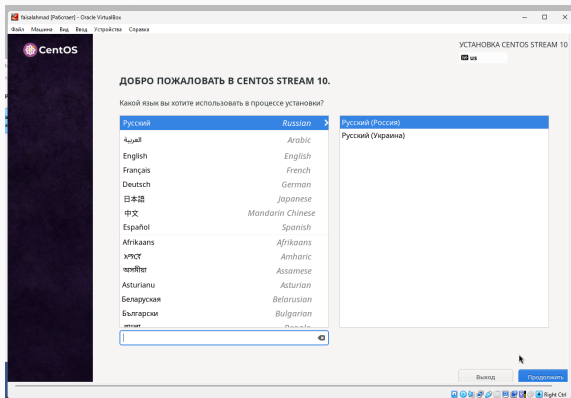 faisalahmad [Работает] - Oracle VirtualBox
Файл Машина Вид Ввод Устройства Справка
CentOS
УСТАНОВКА CENTOS STREAM 10
us
ДОБРО ПОЖАЛОВАТЬ В CENTOS STREAM 10.
Какой язык вы хотите использовать в процессе установки?
Русский Russian
العربية Arabic
English English
Français French
Deutsch German
日本語 Japanese
中文 Mandarin Chinese
Español Spanish
Afrikaans Afrikaans
አማርኛ Amharic
অসমীয়া Assamese
Asturianu Asturian
Беларуская Belarusian
Български Bulgarian
Русский (Россия)
Русский (Украина)
Выход
Продолжить
Right Ctrl